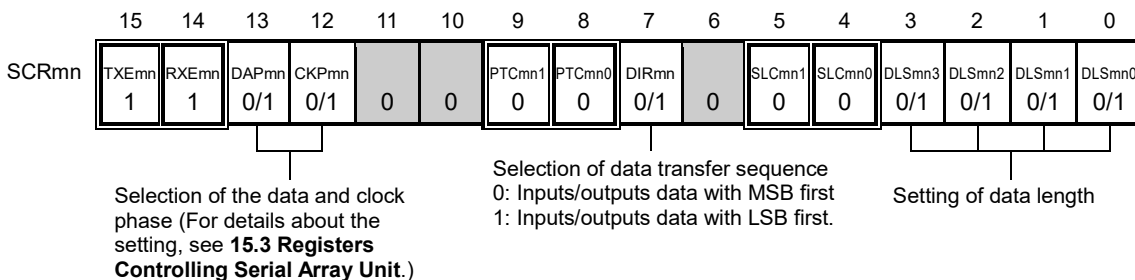 15 14 13 12 11 10 9 8 7 6 5 4 3 2 1 0
SCRmn TXEmn RXEmn DAPmn CKPmn PTCmn1 PTCmn0 DIRmn SLCmn1 SLCmn0 DLSmn3 DLSmn2 DLSmn1 DLSmn0
1 1 0/1 0/1 0 0 0 0 0/1 0 0 0 0/1 0/1 0/1 0/1
Selection of the data and clock
phase (For details about the
setting, see 15.3 Registers
Controlling Serial Array Unit.)
Selection of data transfer sequence
0: Inputs/outputs data with MSB first
1: Inputs/outputs data with LSB first.
Setting of data length